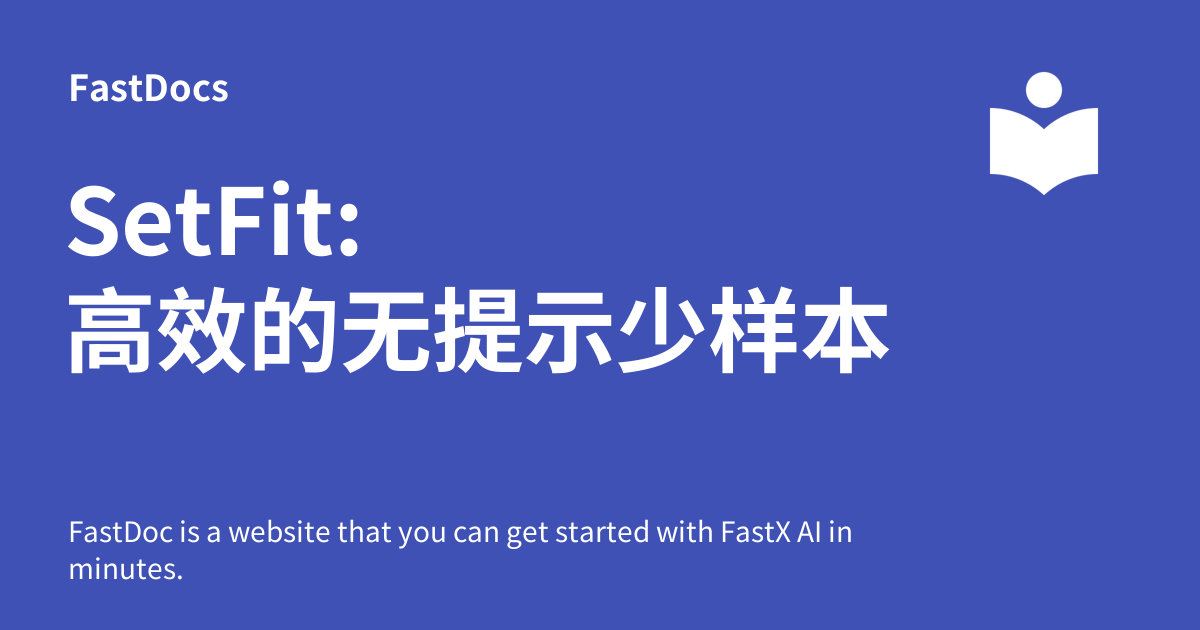 FastDocs
SetFit:
高效的无提示少样本
FastDoc is a website that you can get started with FastX AI in
minutes.